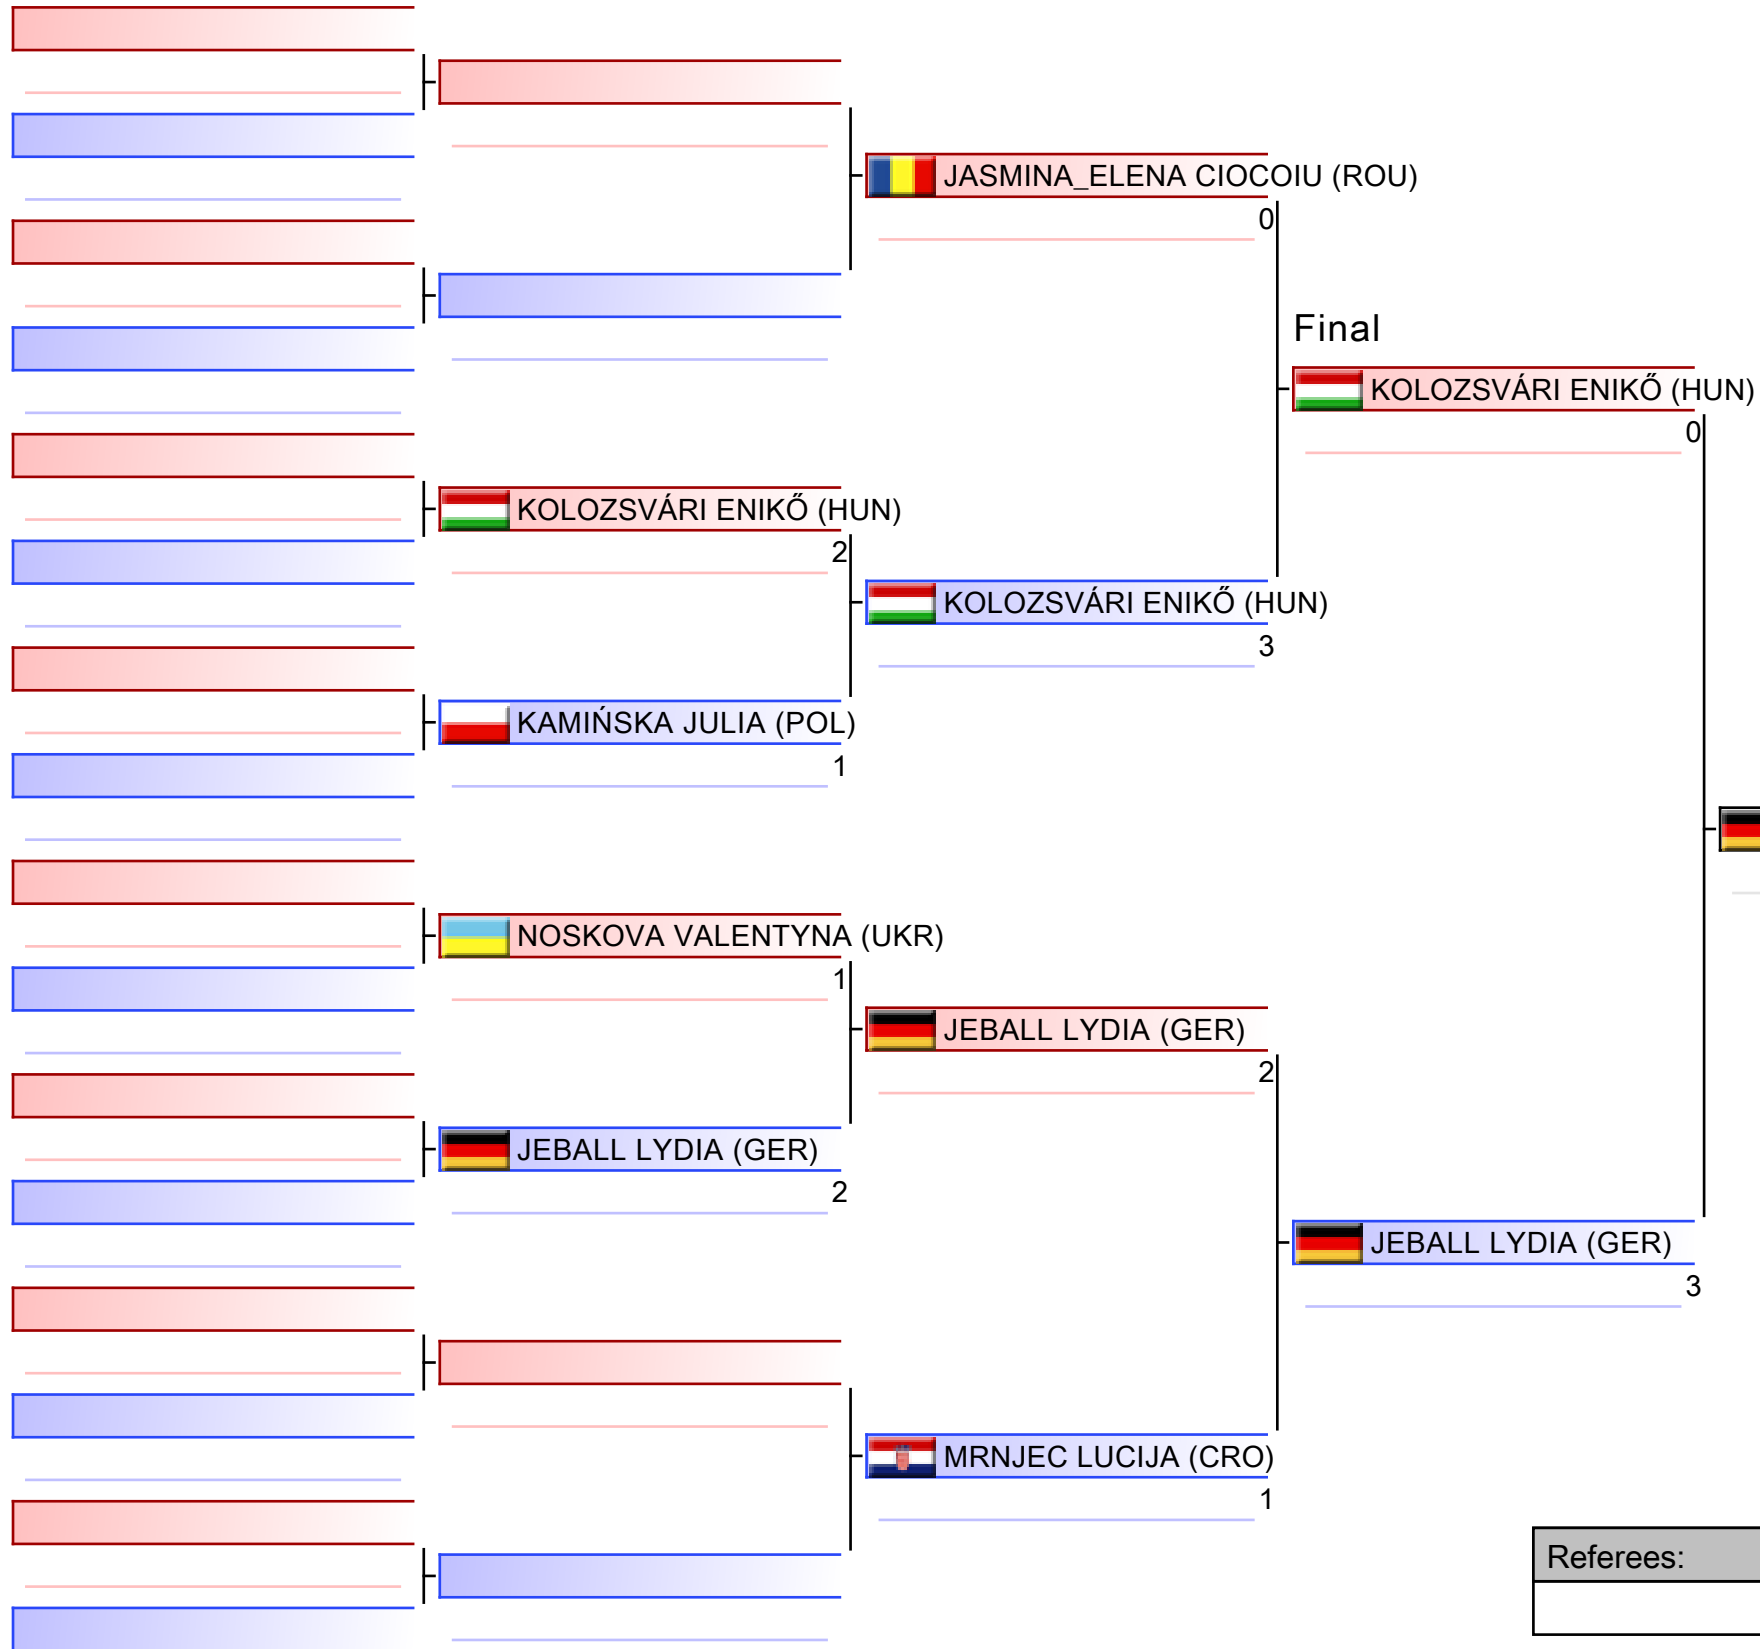 JASMINA_ELENA CIOCOIU (ROU)
0
Final
KOLOZSVÁRI ENIKŐ (HUN)
0
KOLOZSVÁRI ENIKŐ (HUN)
2
KOLOZSVÁRI ENIKŐ (HUN)
3
KAMIŃSKA JULIA (POL)
1
NOSKOVA VALENTYNA (UKR)
1
JEBALL LYDIA (GER)
2
JEBALL LYDIA (GER)
2
JEBALL LYDIA (GER)
3
MRNJEC LUCIJA (CRO)
1
Referees: